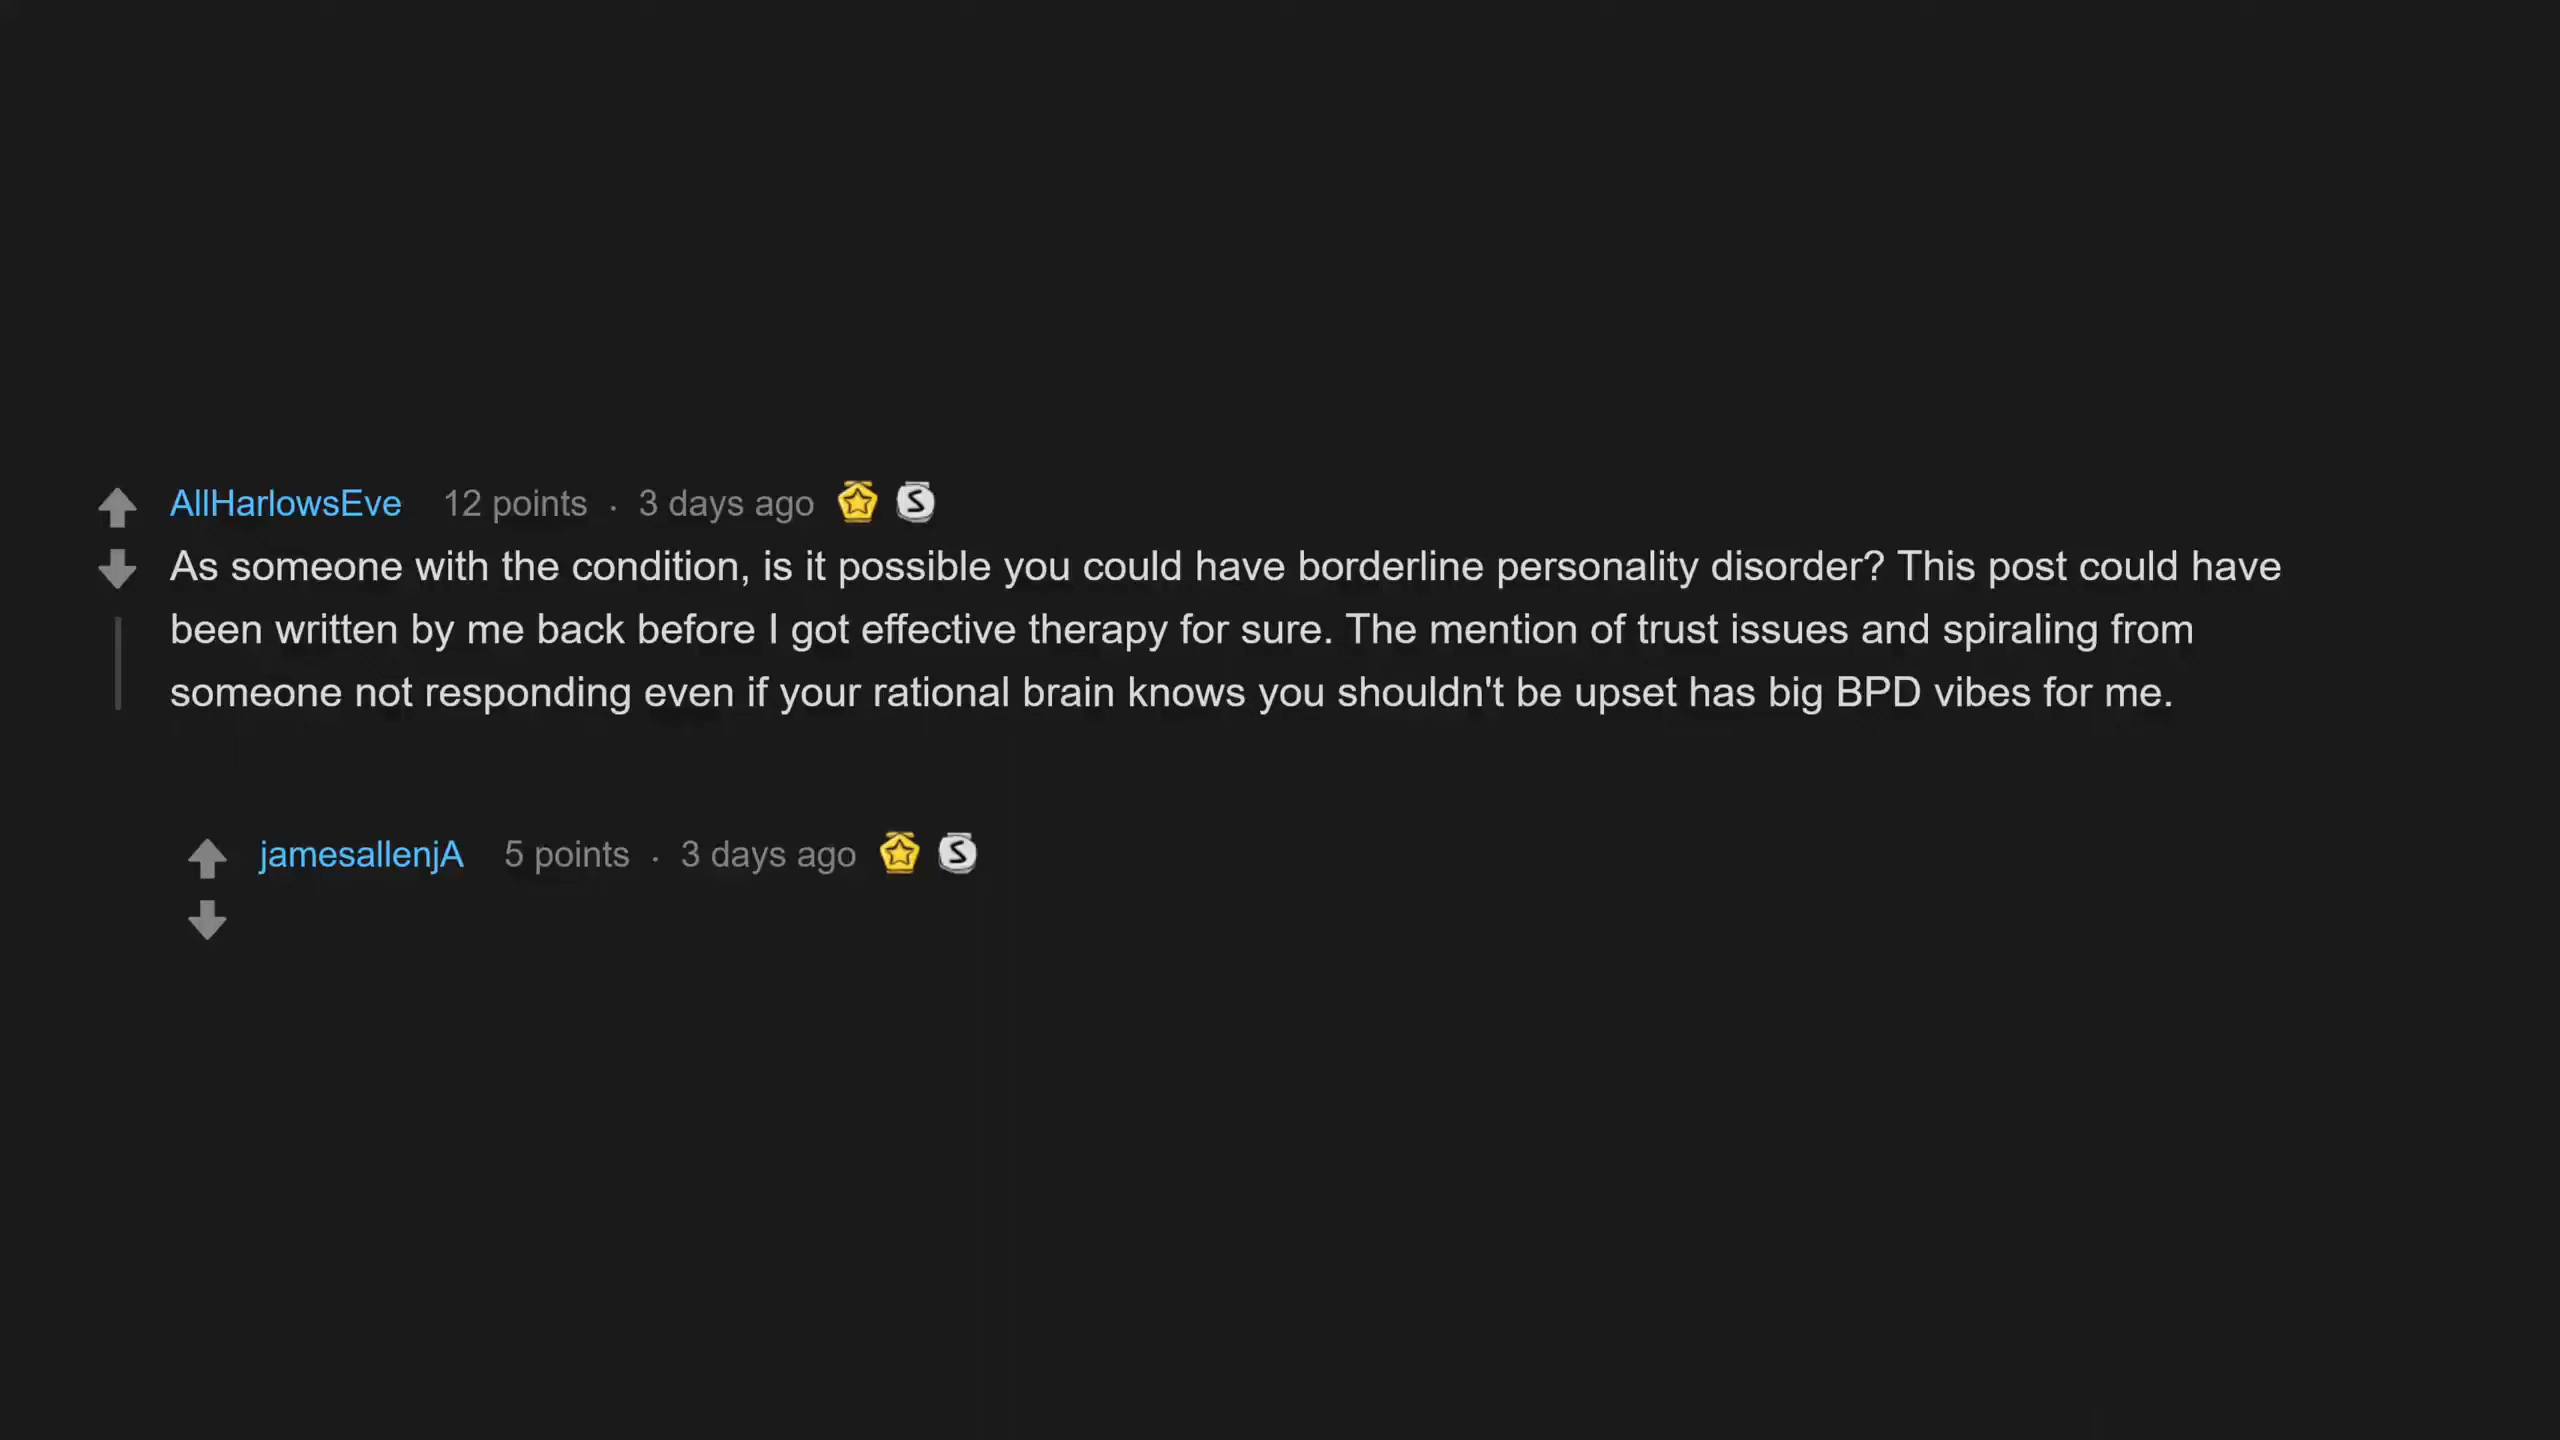 AllHarlowsEve 12 points · 3 days ago S
As someone with the condition, is it possible you could have borderline personality disorder? This post could have
been written by me back before I got effective therapy for sure. The mention of trust issues and spiraling from
someone not responding even if your rational brain knows you shouldn't be upset has big BPD vibes for me.
jamesallenjA 5 points · 3 days ago S